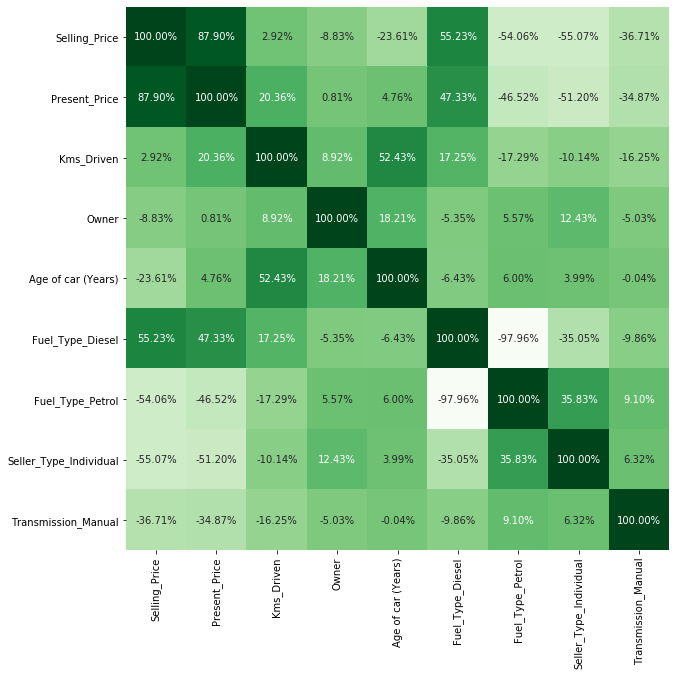 Selling_Price 100.00% 87.90% 2.92% -8.83% -23.61% 55.23% -54.06% -55.07% -36.71%
Present_Price 87.90% 100.00% 20.36% 0.81% 4.76% 47.33% -46.52% -51.20% -34.87%
Kms_Driven 2.92% 20.36% 100.00% 8.92% 52.43% 17.25% -17.29% -10.14% -16.25%
Owner -8.83% 0.81% 8.92% 100.00% 18.21% -5.35% 5.57% 12.43% -5.03%
Age of car (Years) -23.61% 4.76% 52.43% 18.21% 100.00% -6.43% 6.00% 3.99% -0.04%
Fuel_Type_Diesel 55.23% 47.33% 17.25% -5.35% -6.43% 100.00% -97.96% -35.05% -9.86%
Fuel_Type_Petrol -54.06% -46.52% -17.29% 5.57% 6.00% -97.96% 100.00% 35.83% 9.10%
Seller_Type_Individual -55.07% -51.20% -10.14% 12.43% 3.99% -35.05% 35.83% 100.00% 6.32%
Transmission_Manual -36.71% -34.87% -16.25% -5.03% -0.04% -9.86% 9.10% 6.32% 100.00%
Selling_Price
Present_Price
Kms_Driven
Owner
Age of car (Years)
Fuel_Type_Diesel
Fuel_Type_Petrol
Seller_Type_Individual
Transmission_Manual